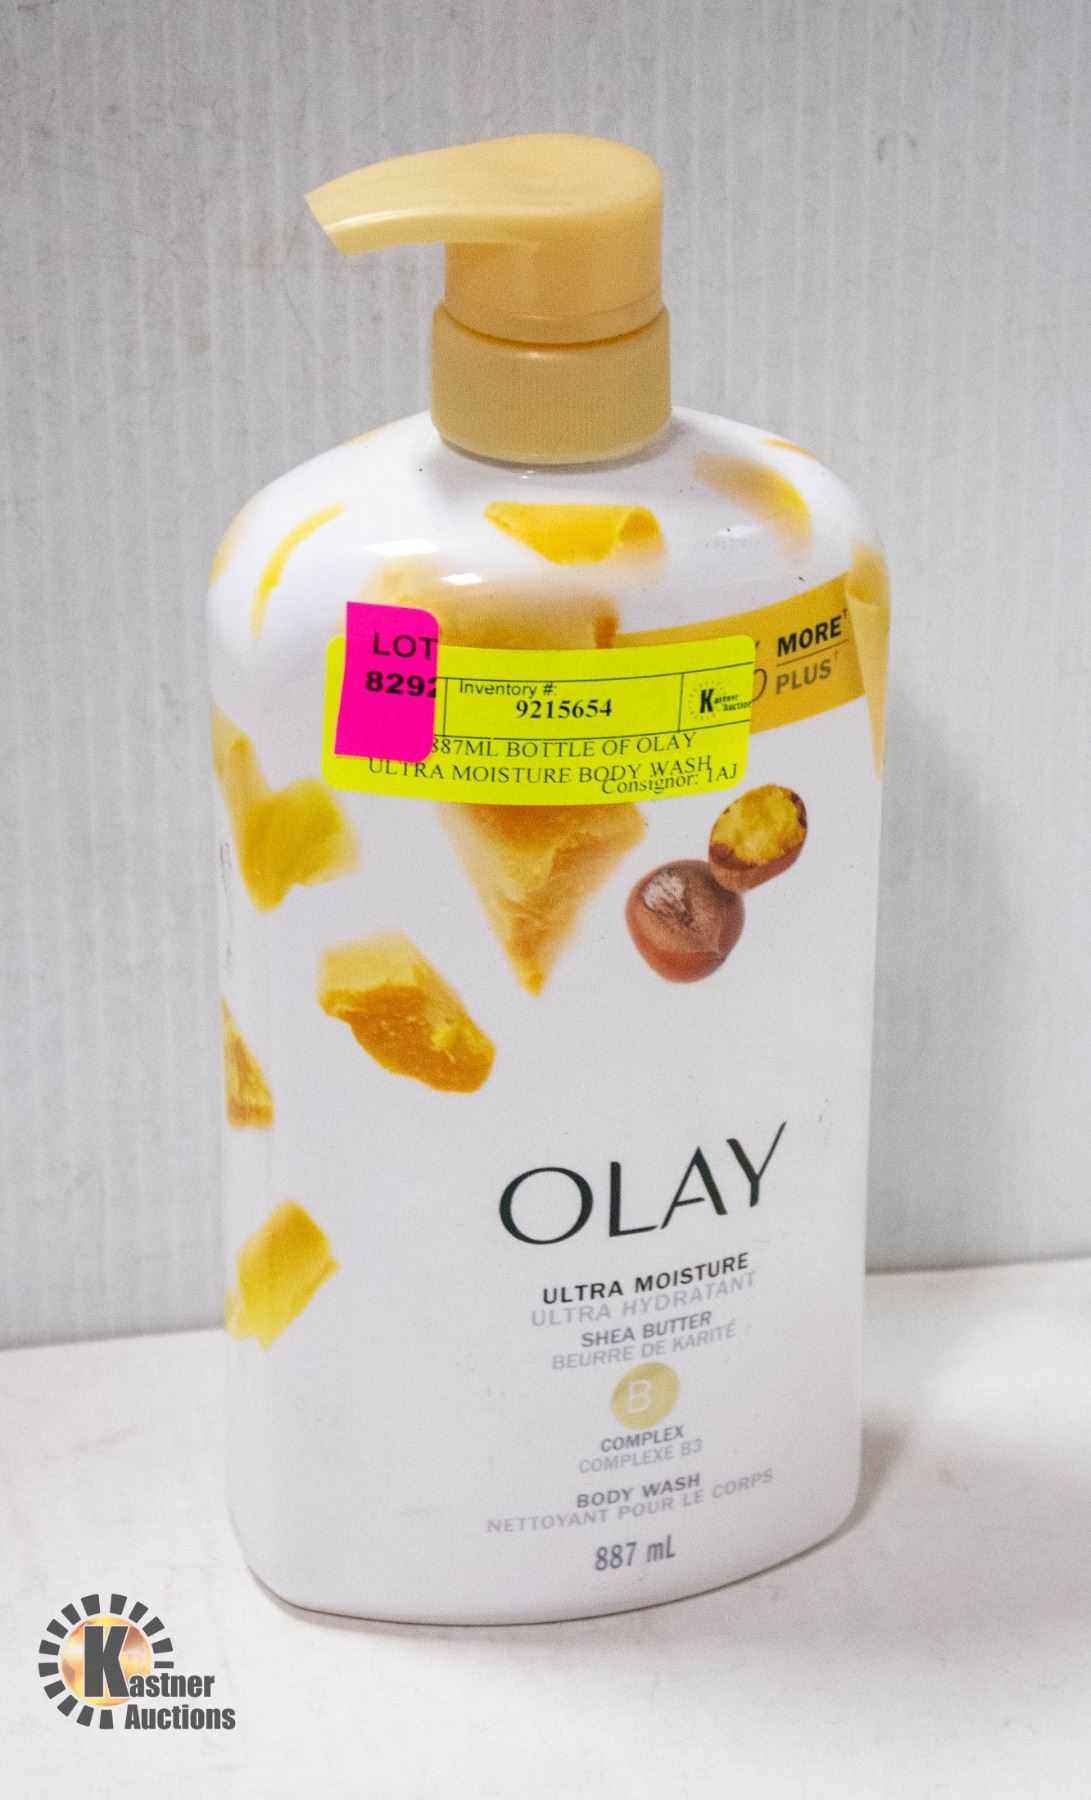 MORE†
PLUS†
LOT
8292
Inventory #:
9215654
Kastner
Auctions
887ML BOTTLE OF OLAY
ULTRA MOISTURE BODY WASH
Consignor: 1AJ
OLAY
ULTRA MOISTURE
ULTRA HYDRATANT
SHEA BUTTER
BEURRE DE KARITÉ
B
COMPLEX
COMPLEXE B3
BODY WASH
NETTOYANT POUR LE CORPS
887 mL
Kastner
Auctions